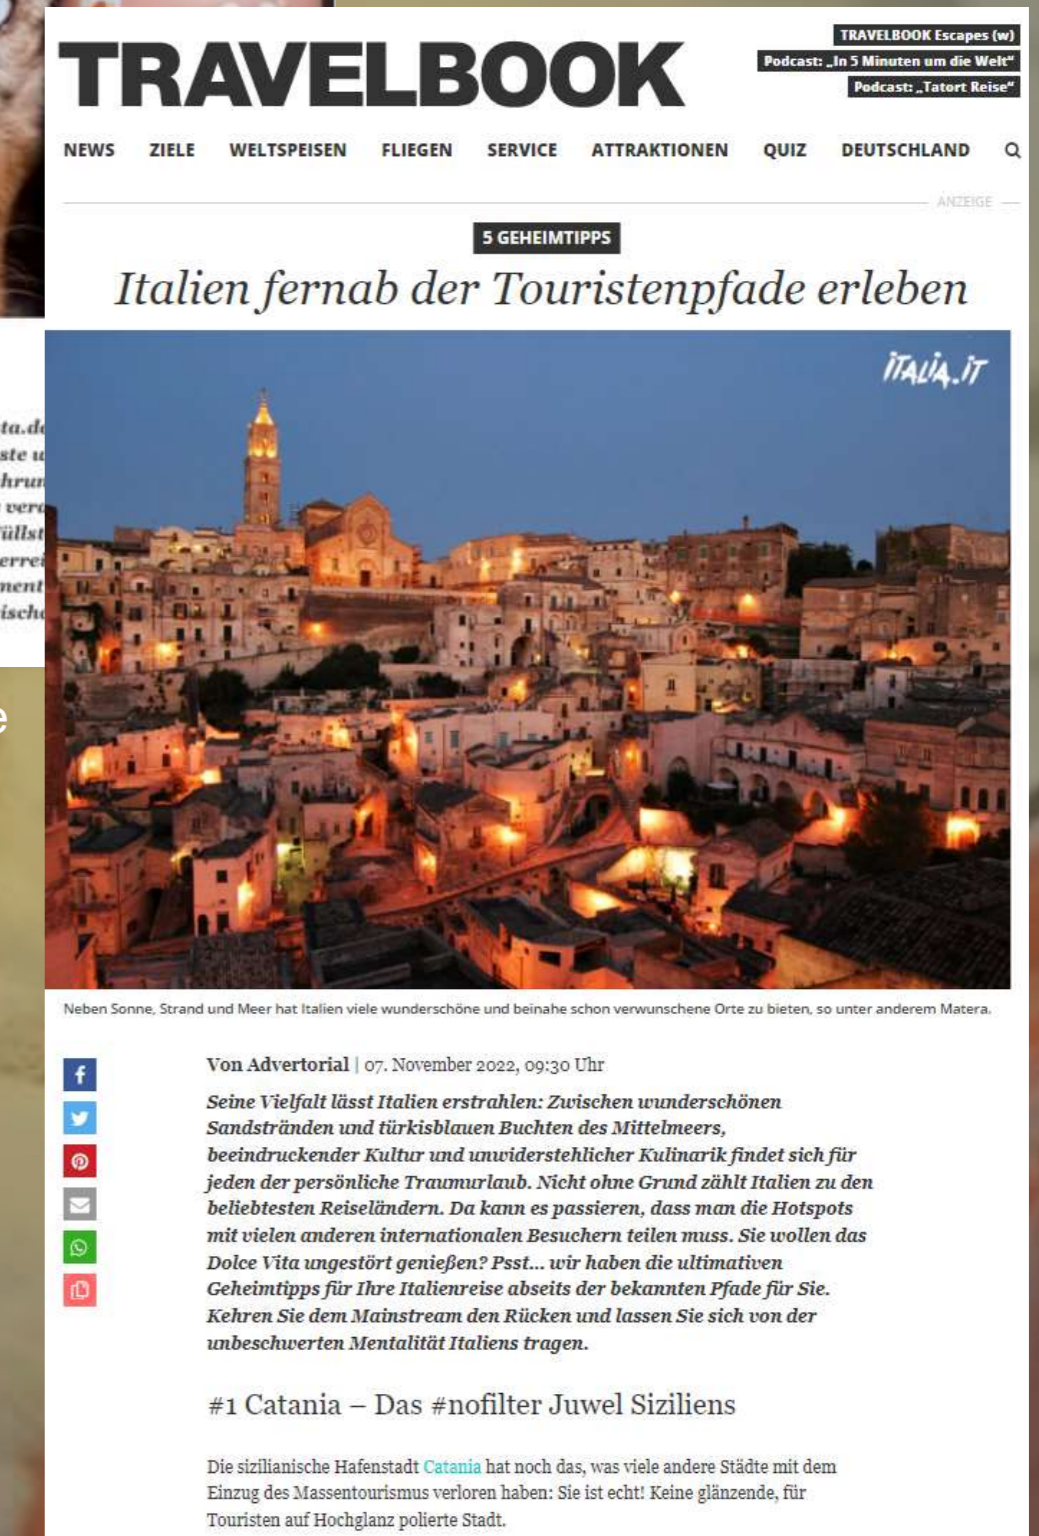 TRAVELBOOK
TRAVELBOOK Escapes (w)
Podcast: „In 5 Minuten um die Welt“
Podcast: „Tatort Reise“
NEWS ZIELE WELTSPEISEN FLIEGEN SERVICE ATTRAKTIONEN QUIZ DEUTSCHLAND
ANZEIGE
5 GEHEIMTIPPS
Italien fernab der Touristenpfade erleben
iTALiA.iT
Neben Sonne, Strand und Meer hat Italien viele wunderschöne und beinahe schon verwunschene Orte zu bieten, so unter anderem Matera.
Von Advertorial | 07. November 2022, 09:30 Uhr
Seine Vielfalt lässt Italien erstrahlen: Zwischen wunderschönen
Sandstränden und türkisblauen Buchten des Mittelmeers,
beeindruckender Kultur und unwiderstehlicher Kulinarik findet sich für
jeden der persönliche Traumurlaub. Nicht ohne Grund zählt Italien zu den
beliebtesten Reiseländern. Da kann es passieren, dass man die Hotspots
mit vielen anderen internationalen Besuchern teilen muss. Sie wollen das
Dolce Vita ungestört genießen? Psst... wir haben die ultimativen
Geheimtipps für Ihre Italienreise abseits der bekannten Pfade für Sie.
Kehren Sie dem Mainstream den Rücken und lassen Sie sich von der
unbeschwerten Mentalität Italiens tragen.
#1 Catania – Das #nofilter Juwel Siziliens
Die sizilianische Hafenstadt Catania hat noch das, was viele andere Städte mit dem
Einzug des Massentourismus verloren haben: Sie ist echt! Keine glänzende, für
Touristen auf Hochglanz polierte Stadt.